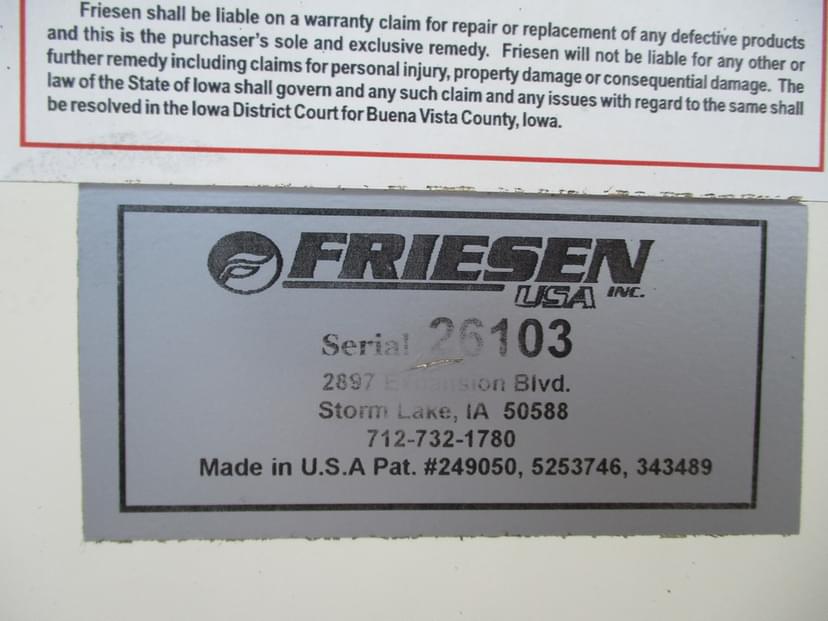 Friesen shall be liable on a warranty claim for repair or replacement of any defective products
and this is the purchaser's sole and exclusive remedy. Friesen will not be liable for any other or
further remedy including claims for personal injury, property damage or consequential damage. The
law of the State of Iowa shall govern and any such claim and any issues with regard to the same shall
be resolved in the Iowa District Court for Buena Vista County, Iowa.
FRIESEN
USA INC.
Serial 26103
2897 Expansion Blvd.
Storm Lake, IA 50588
712-732-1780
Made in U.S.A Pat. #249050, 5253746, 343489